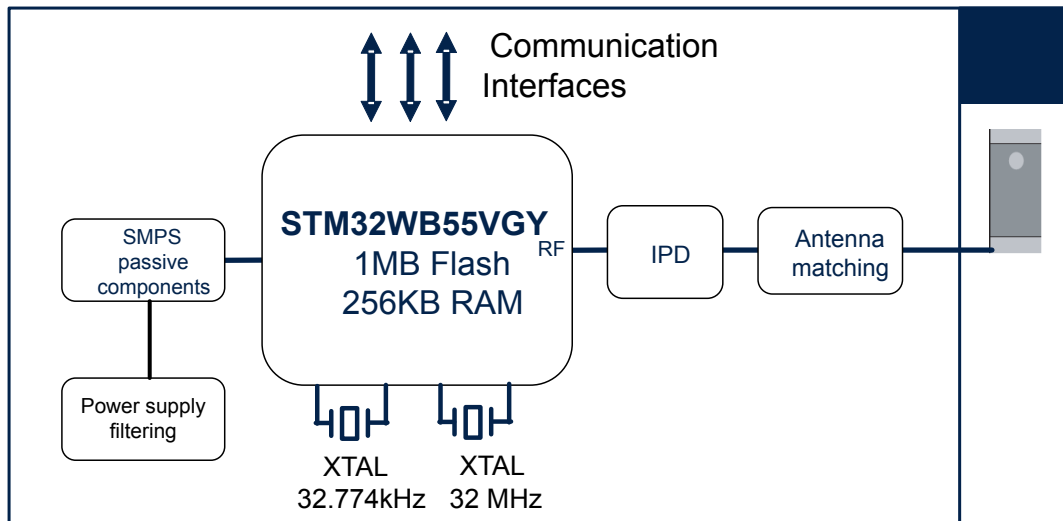 Communication
Interfaces
STM32WB55VGY
RF
1MB Flash
256KB RAM
SMPS
passive
components
IPD
Antenna
matching
Power supply
filtering
XTAL
32.774kHz
XTAL
32 MHz